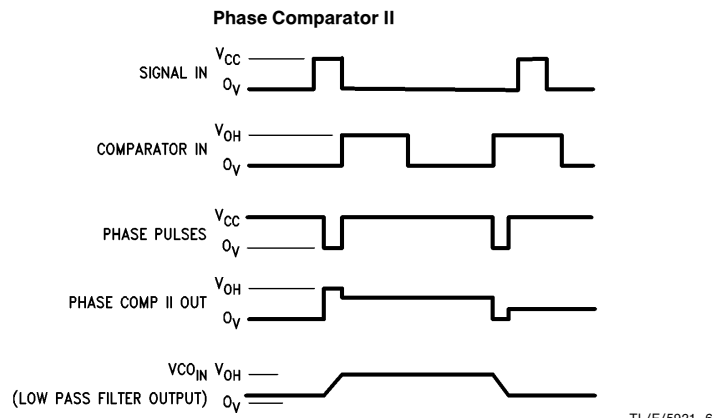 Phase Comparator II
SIGNAL IN
VCC
0V
COMPARATOR IN
VOH
0V
PHASE PULSES
VCC
0V
PHASE COMP II OUT
VOH
0V
VCOIN
(LOW PASS FILTER OUTPUT)
VOH
0V